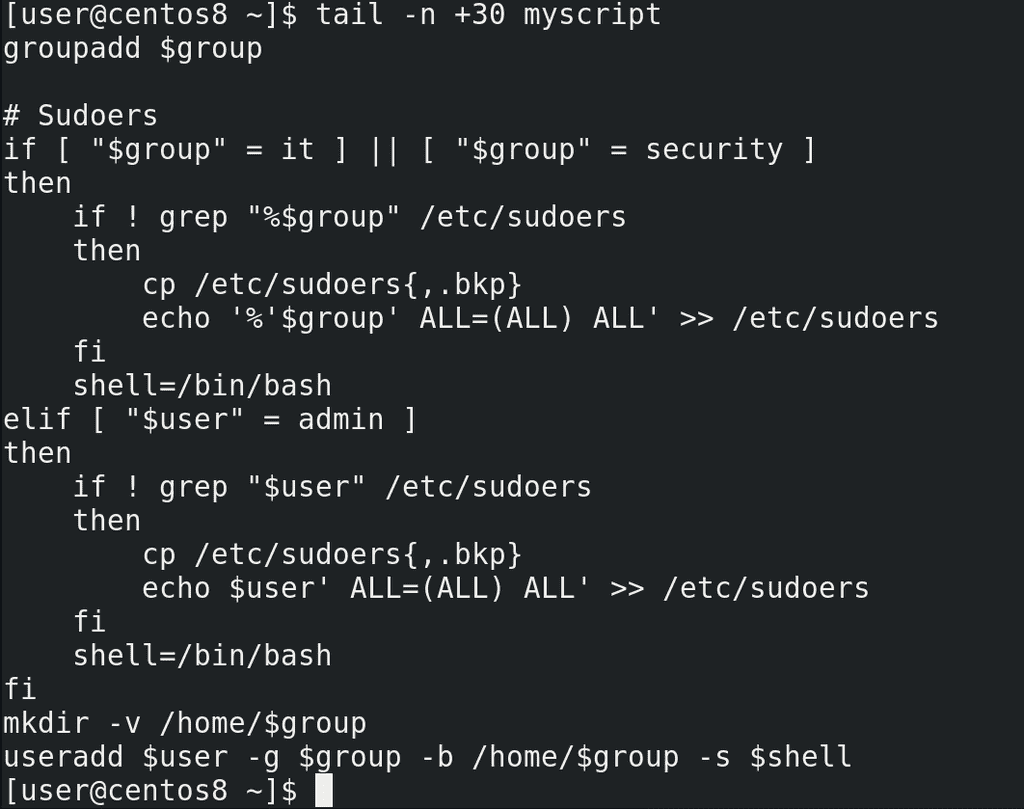 [user@centos8 ~]$ tail -n +30 myscript
groupadd $group

# Sudoers
if [ "$group" = it ] || [ "$group" = security ]
then
    if ! grep "%$group" /etc/sudoers
    then
        cp /etc/sudoers{,.bkp}
        echo '%'$group' ALL=(ALL) ALL' >> /etc/sudoers
    fi
    shell=/bin/bash
elif [ "$user" = admin ]
then
    if ! grep "$user" /etc/sudoers
    then
        cp /etc/sudoers{,.bkp}
        echo $user' ALL=(ALL) ALL' >> /etc/sudoers
    fi
    shell=/bin/bash
fi
mkdir -v /home/$group
useradd $user -g $group -b /home/$group -s $shell
[user@centos8 ~]$